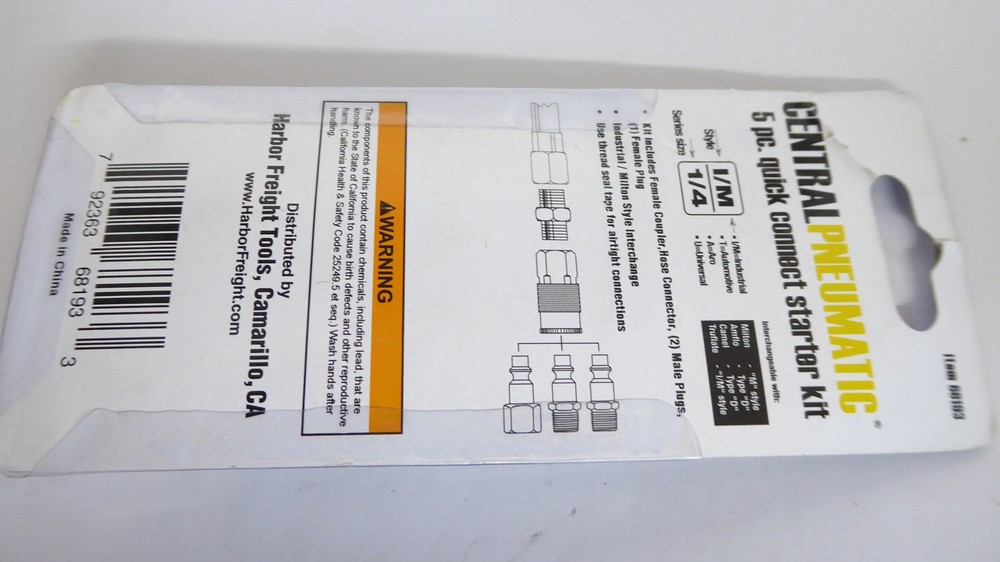 Item 68193
CENTRALPNEUMATIC®
5 pc. quick connect starter kit
Style
Series size
I/M
1/4
• I/M=Industrial
• T=Automotive
• A=Aro
• U=Universal
Interchangeable with:
Milton - "M" style
Amflo - Type "D"
Camel - Type "D"
Truflate - "I/M" style
• Kit Includes Female Coupler, Hose Connector, (2) Male Plugs,
(1) Female Plug
• Industrial / Milton Style Interchange
• Use thread seal tape for airtight connections
WARNING
The components of this product contain chemicals, including lead, that are
known to the State of California to cause birth defects and other reproductive
harm. (California Health & Safety Code 25249.5 et seq.) Wash hands after
handling.
Distributed by
Harbor Freight Tools, Camarillo, CA
www.HarborFreight.com
7 92363 68193 3
Made in China